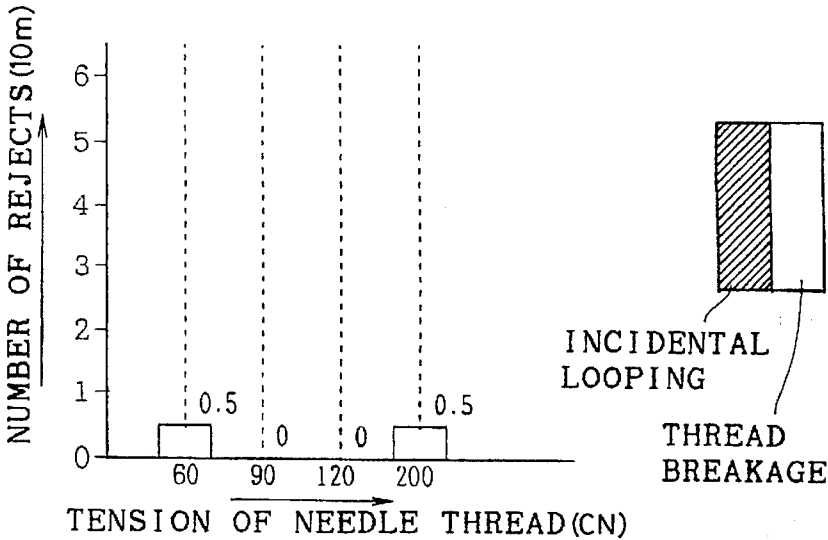 NUMBER OF REJECTS(10m)
6
5
4
3
2
1
0
0.5
0
0
0.5
60 90 120 200
TENSION OF NEEDLE THREAD(CN)
INCIDENTAL
LOOPING
THREAD
BREAKAGE